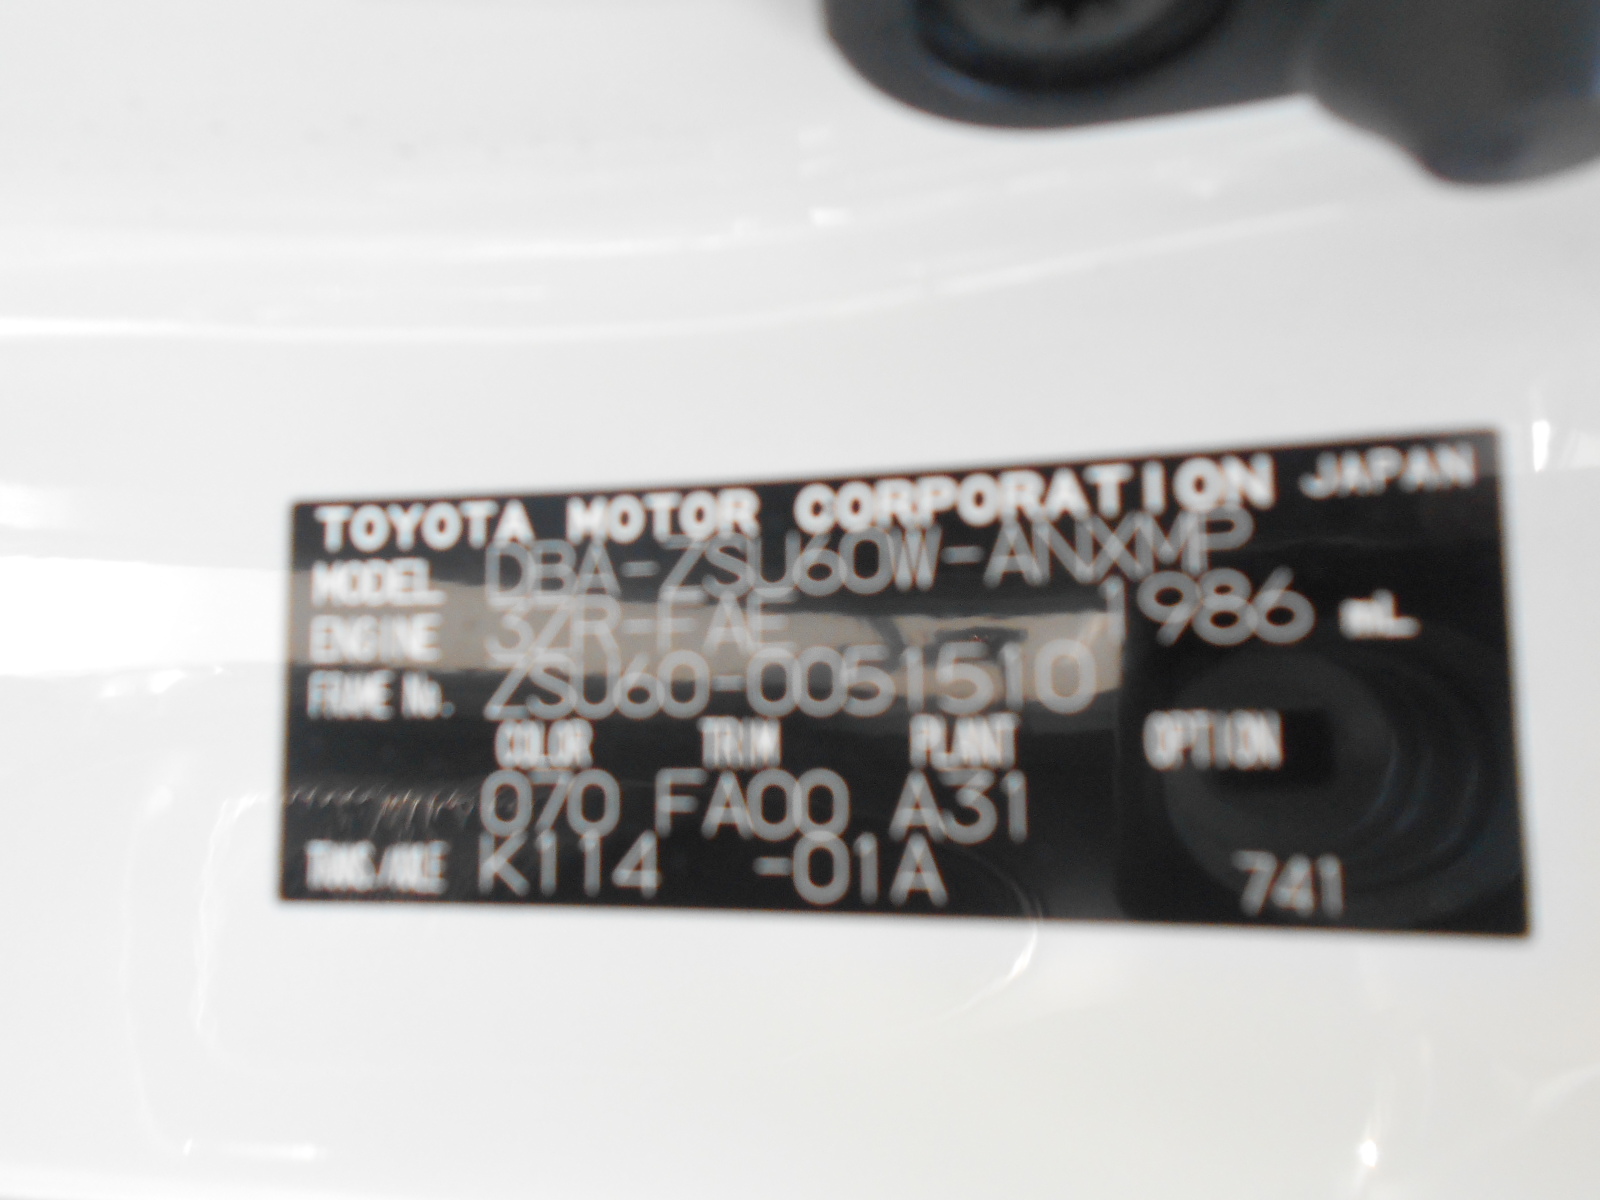 TOYOTA MOTOR CORPORATION JAPAN
MODEL DBA-ZSU60W-ANXMP
ENGINE 3ZR-FAE 1986 mL
FRAME No. ZSU60-0051510
COLOR TRIM PLANT OPTION
070 FA00 A31
TRANS/AXLE K114 -01A 741